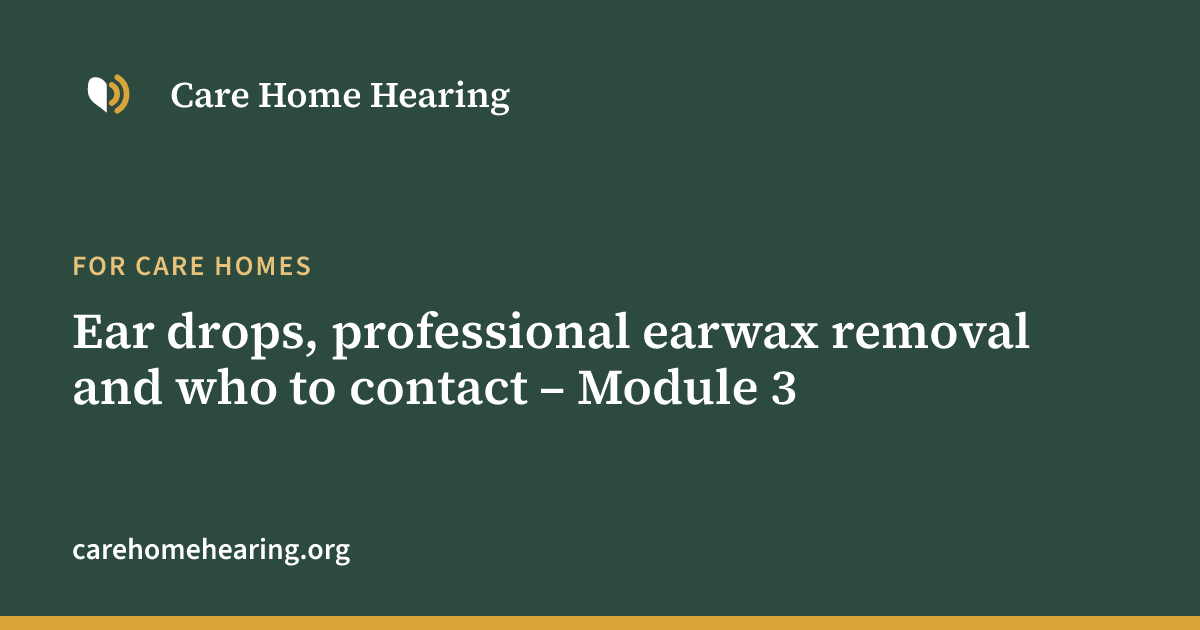 Care Home Hearing
FOR CARE HOMES
Ear drops, professional earwax removal
and who to contact – Module 3
carehomehearing.org